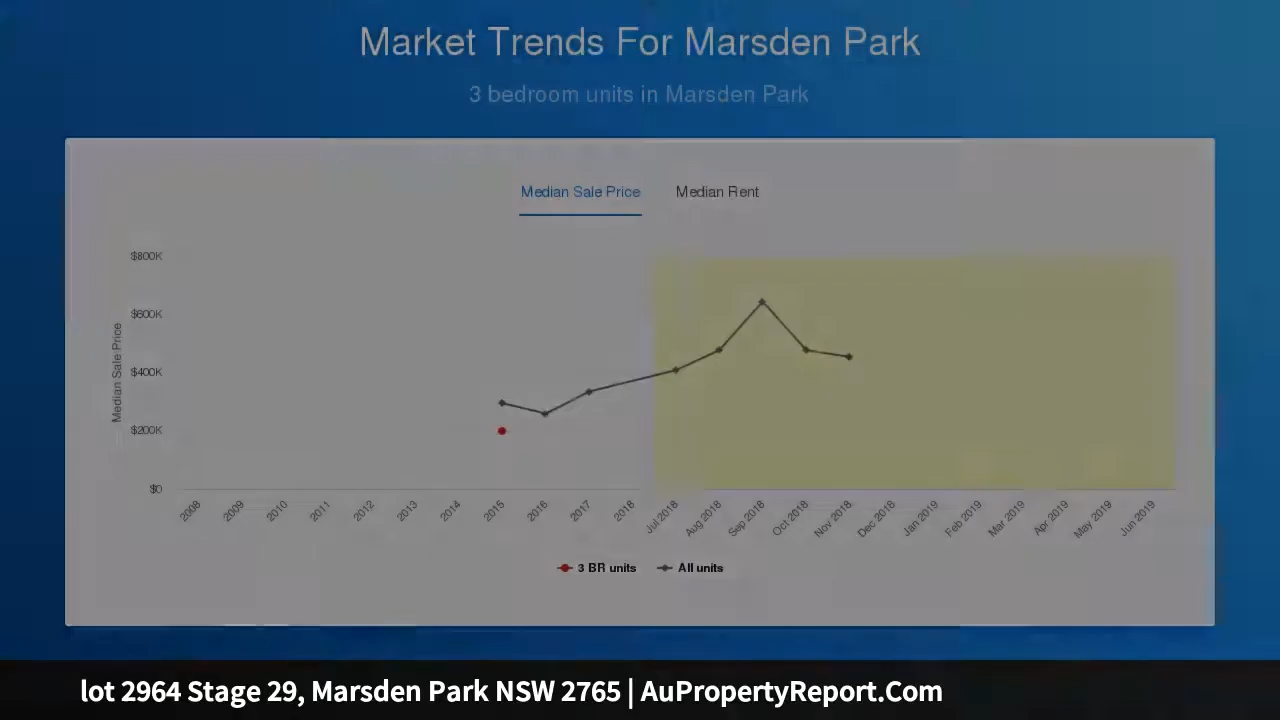 Market Trends For Marsden Park
3 bedroom units in Marsden Park
Median Sale Price Median Rent
Median Sale Price
$800K
$600K
$400K
$200K
$0
2008 2009 2010 2011 2012 2013 2014 2015 2016 2017 2018 Jul 2018 Aug 2018 Sep 2018 Oct 2018 Nov 2018 Dec 2018 Jan 2019 Feb 2019 Mar 2019 Apr 2019 May 2019 Jun 2019
3 BR units All units
lot 2964 Stage 29, Marsden Park NSW 2765 | AuPropertyReport.Com